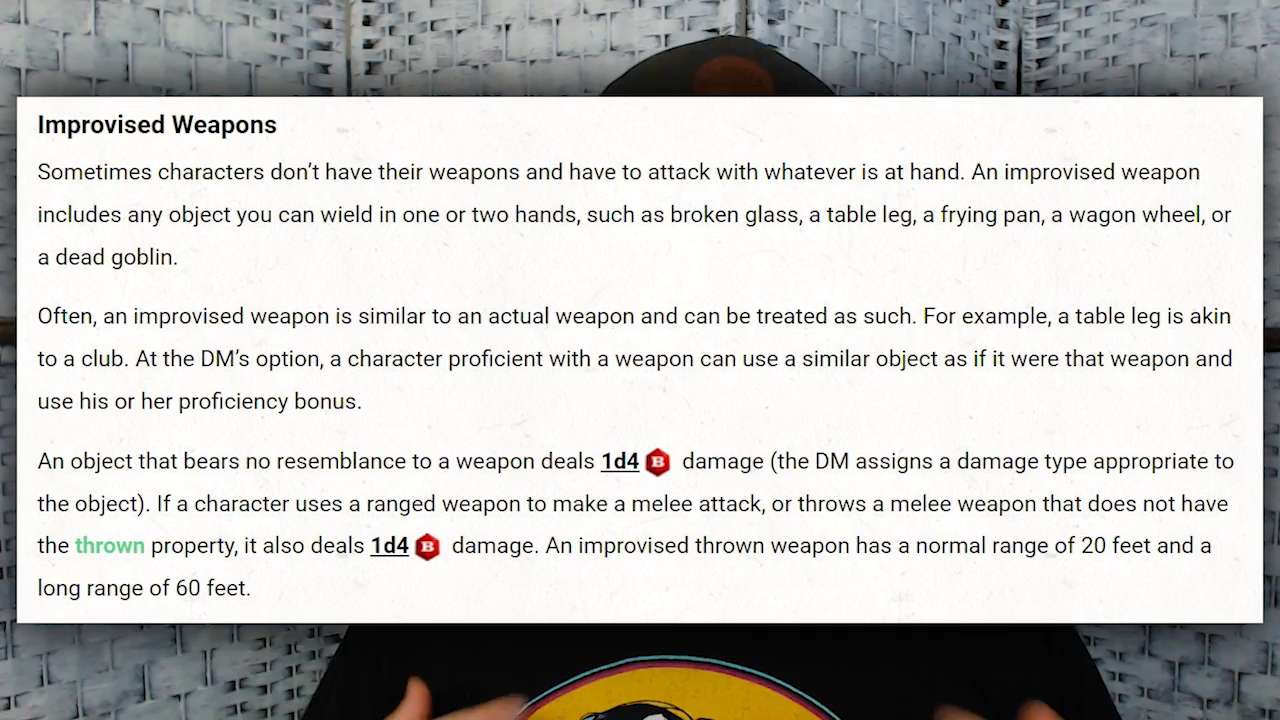 Improvised Weapons
Sometimes characters don’t have their weapons and have to attack with whatever is at hand. An improvised weapon
includes any object you can wield in one or two hands, such as broken glass, a table leg, a frying pan, a wagon wheel, or
a dead goblin.
Often, an improvised weapon is similar to an actual weapon and can be treated as such. For example, a table leg is akin
to a club. At the DM’s option, a character proficient with a weapon can use a similar object as if it were that weapon and
use his or her proficiency bonus.
An object that bears no resemblance to a weapon deals 1d4 B damage (the DM assigns a damage type appropriate to
the object). If a character uses a ranged weapon to make a melee attack, or throws a melee weapon that does not have
the thrown property, it also deals 1d4 B damage. An improvised thrown weapon has a normal range of 20 feet and a
long range of 60 feet.